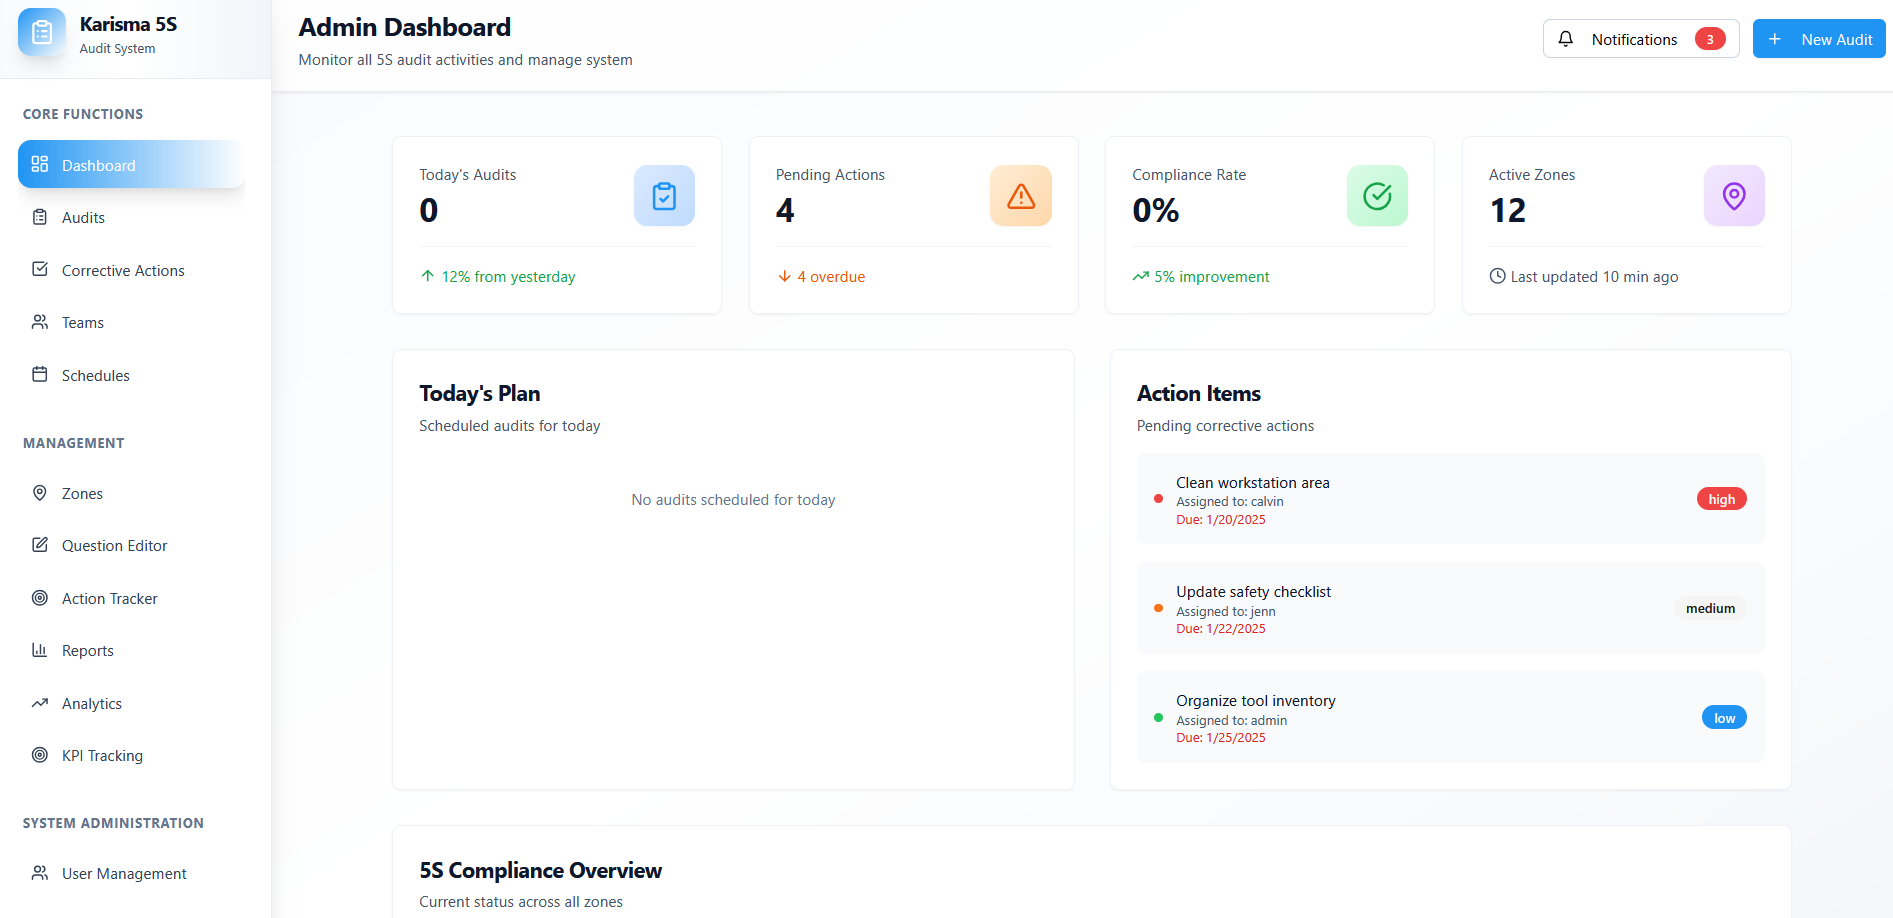 Karisma 5S
Audit System
CORE FUNCTIONS
Dashboard
Audits
Corrective Actions
Teams
Schedules
MANAGEMENT
Zones
Question Editor
Action Tracker
Reports
Analytics
KPI Tracking
SYSTEM ADMINISTRATION
User Management
Admin Dashboard
Monitor all 5S audit activities and manage system
Notifications 3
New Audit
Today's Audits
0
12% from yesterday
Pending Actions
4
4 overdue
Compliance Rate
0%
5% improvement
Active Zones
12
Last updated 10 min ago
Today's Plan
Scheduled audits for today
No audits scheduled for today
Action Items
Pending corrective actions
Clean workstation area
Assigned to: calvin
Due: 1/20/2025
high
Update safety checklist
Assigned to: jenn
Due: 1/22/2025
medium
Organize tool inventory
Assigned to: admin
Due: 1/25/2025
low
5S Compliance Overview
Current status across all zones